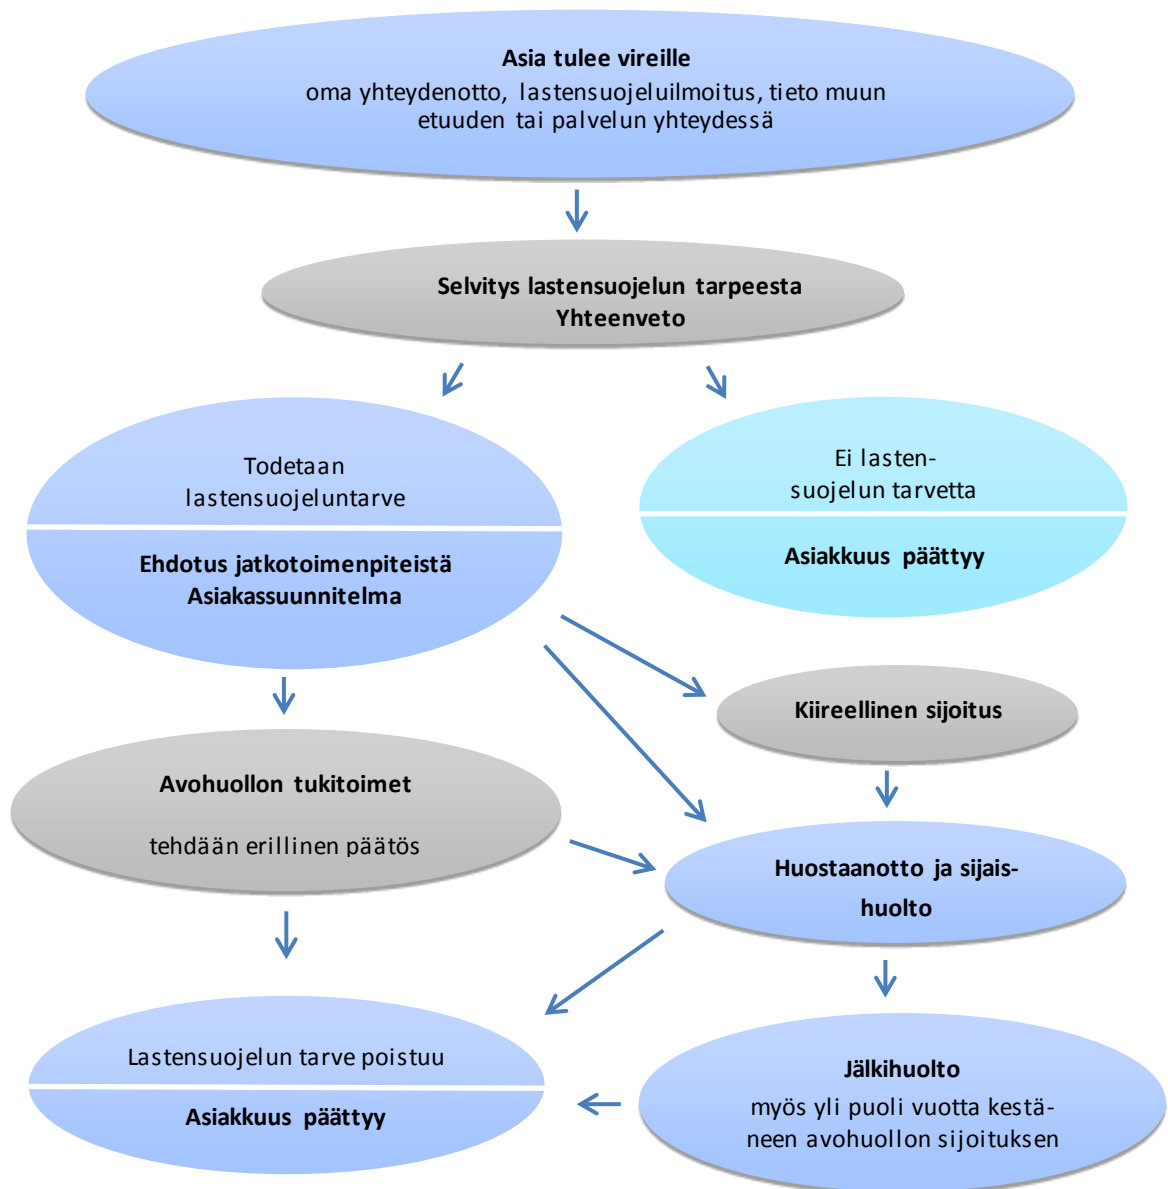 Asia tulee vireille
oma yhteydenotto, lastensuojeluilmoitus, tieto muun
etuuden tai palvelun yhteydessä
Selvitys lastensuojelun tarpeesta
Yhteenveto
Todetaan
lastensuojeluntarve
Ehdotus jatkotoimenpiteistä
Asiakassuunnitelma
Ei lasten-
suojelun tarvetta
Asiakkuus päättyy
Kiireellinen sijoitus
Avohuollon tukitoimet
tehdään erillinen päätös
Huostaanotto ja sijais-
huolto
Lastensuojelun tarve poistuu
Asiakkuus päättyy
Jälkihuolto
myös yli puoli vuotta kestä-
neen avohuollon sijoituksen